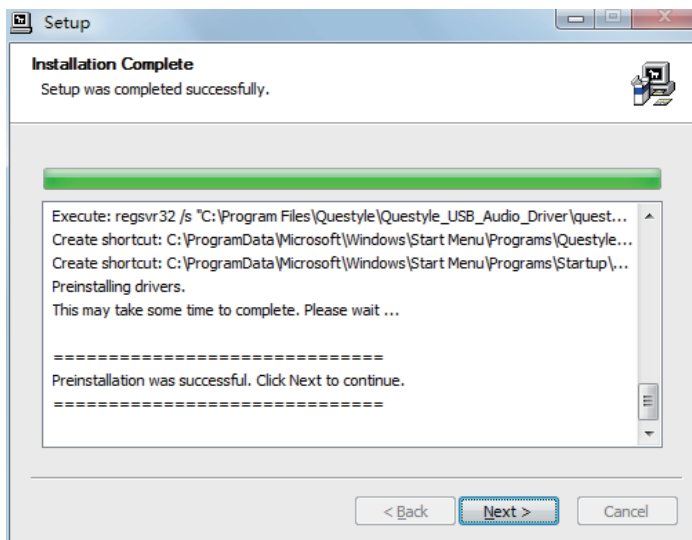 Setup
Installation Complete
Setup was completed successfully.
Execute: regsvr32 /s "C:\Program Files\Questyle\Questyle_USB_Audio_Driver\quest...
Create shortcut: C:\ProgramData\Microsoft\Windows\Start Menu\Programs\Questyle...
Create shortcut: C:\ProgramData\Microsoft\Windows\Start Menu\Programs\Startup\...
Preinstalling drivers.
This may take some time to complete. Please wait ...
===============================
Preinstallation was successful. Click Next to continue.
===============================
< Back Next > Cancel